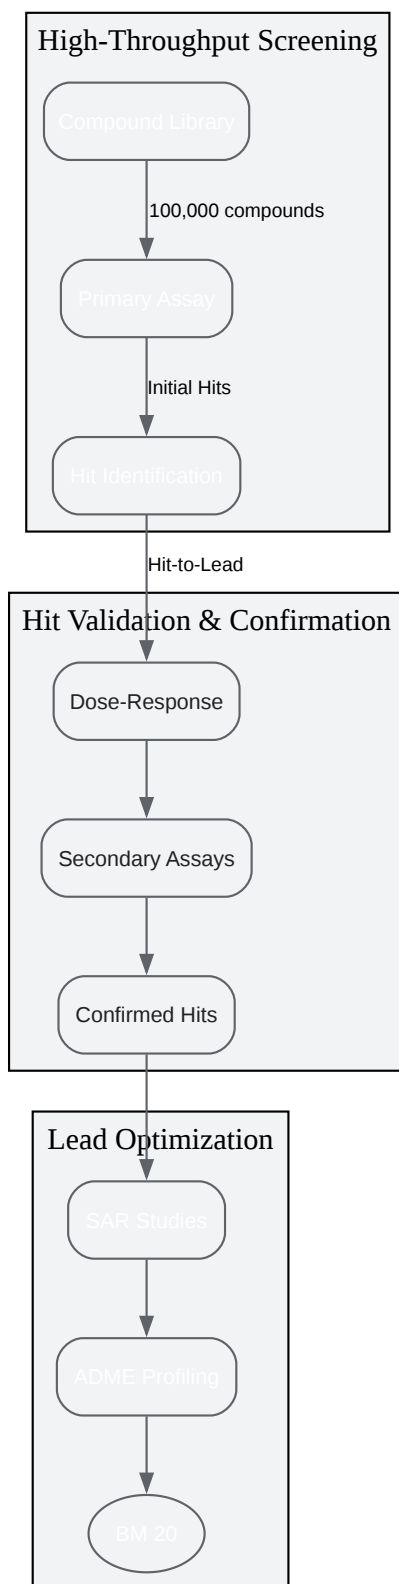 High-Throughput Screening
Compound Library
100,000 compounds
Primary Assay
Initial Hits
Hit Identification
Hit-to-Lead
Hit Validation & Confirmation
Dose-Response
Secondary Assays
Confirmed Hits
Lead Optimization
SAR Studies
ADME Profiling
BM 20